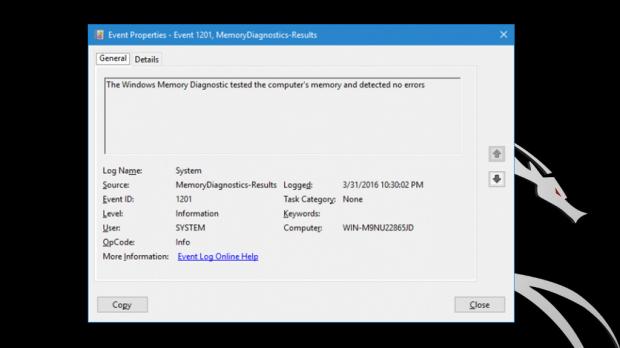 Event Properties - Event 1201, MemoryDiagnostics-Results
General Details
The Windows Memory Diagnostic tested the computer's memory and detected no errors
Log Name: System
Source: MemoryDiagnostics-Results Logged: 3/31/2016 10:30:02 PM
Event ID: 1201 Task Category: None
Level: Information Keywords:
User: SYSTEM Computer: WIN-M9NU22865JD
OpCode: Info
More Information: Event Log Online Help
Copy Close